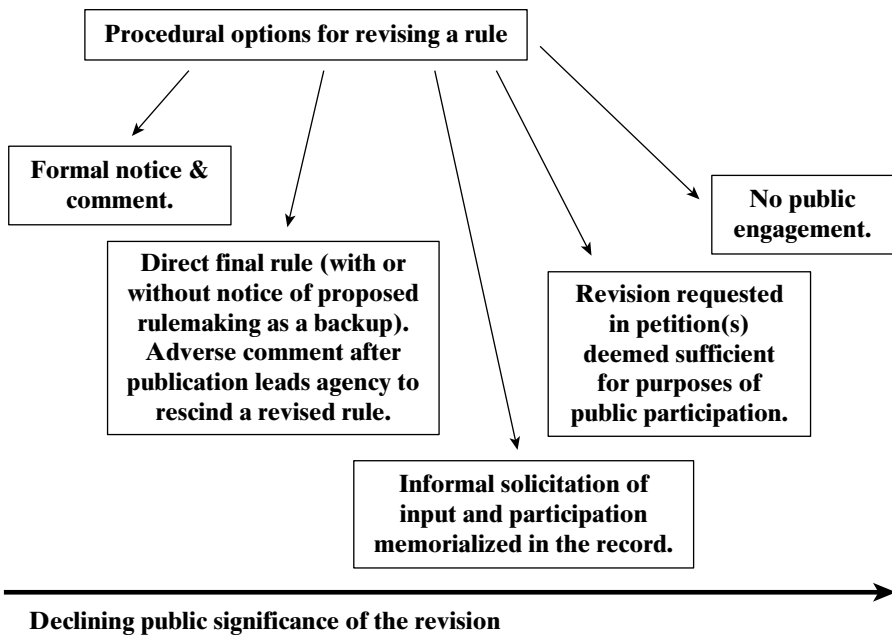 Procedural options for revising a rule
Formal notice &
comment.
Direct final rule (with or
without notice of proposed
rulemaking as a backup).
Adverse comment after
publication leads agency to
rescind a revised rule.
Informal solicitation of
input and participation
memorialized in the record.
Revision requested
in petition(s)
deemed sufficient
for purposes of
public participation.
No public
engagement.
Declining public significance of the revision